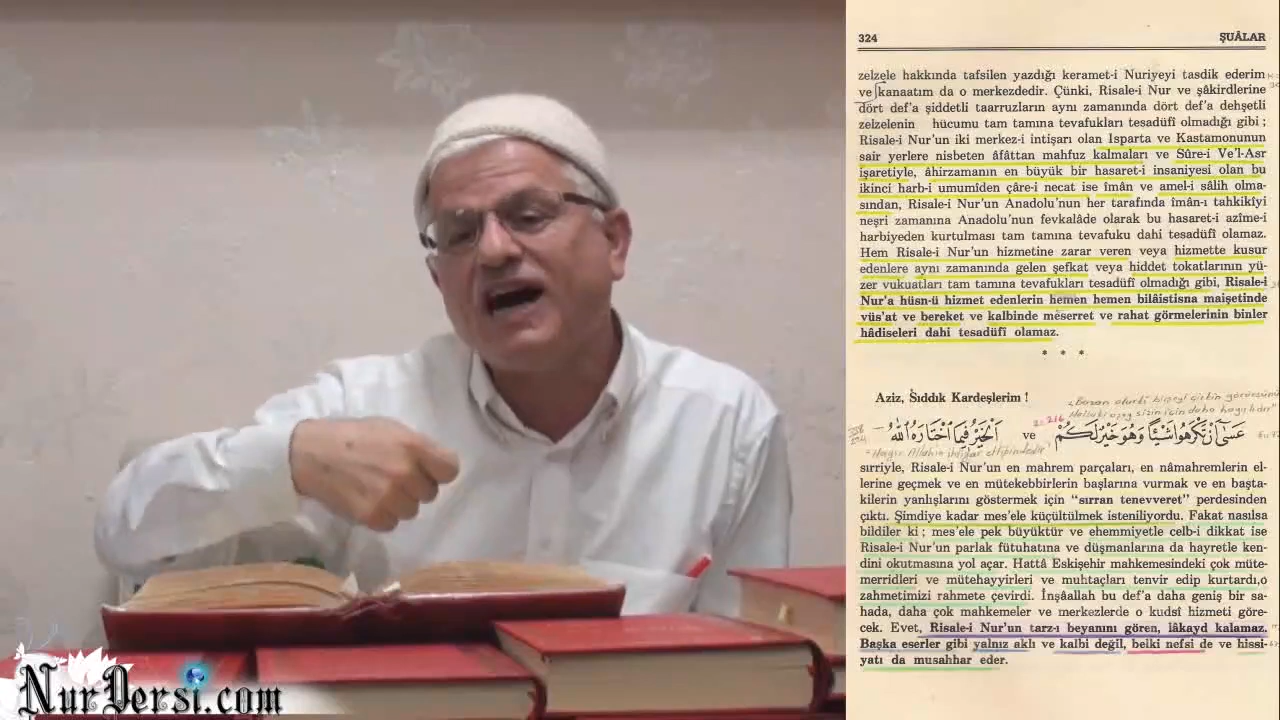 324 ŞUÂLAR
zelzele hakkında tafsilen yazdığı keramet-i Nuriyeyi tasdik ederim
ve kanaatım da o merkezdedir. Çünki, Risale-i Nur ve şâkirdlerine
dört def'a şiddetli taarruzların aynı zamanında dört def'a dehşetli
zelzelenin hücumu tam tamına tevafukları tesadüfî olmadığı gibi ;
Risale-i Nur'un iki merkez-i intişarı olan Isparta ve Kastamonunun
sair yerlere nisbeten âfâttan mahfuz kalmaları ve Sûre-i Ve'l-Asr
işaretiyle, âhirzamanın en büyük bir hasaret-i insaniyesi olan bu
ikinci harb-i umumîden çâre-i necat ise îmân ve amel-i sâlih olma-
sından, Risale-i Nur'un Anadolu'nun her tarafında îmân-ı tahkikîyi
neşri zamanına Anadolu'nun fevkalâde olarak bu hasaret-i azîme-i
harbiyeden kurtulması tam tamına tevafuku dahi tesadüfî olamaz.
Hem Risale-i Nur'un hizmetine zarar veren veya hizmette kusur
edenlere aynı zamanında gelen şefkat veya hiddet tokatlarının yü-
zer vukuatları tam tamına tevafukları tesadüfî olmadığı gibi, Risale-i
Nur'a hüsn-ü hizmet edenlerin hemen hemen bilâistisna maişetinde
vüs'at ve bereket ve kalbinde meserret ve rahat görmelerinin binler
hâdiseleri dahi tesadüfî olamaz.
* * *
Aziz, Sıddık Kardeşlerim !
عَسَى اَنْ تَكْرَهُوا شَيْئًا وَهُوَ خَيْرٌ لَكُمْ ve اَلْخَيْرُ فِيمَا اخْتَارَهُ اللّٰهُ
sırriyle, Risale-i Nur'un en mahrem parçaları, en nâmahremlerin el-
lerine geçmek ve en mütekebbirlerin başlarına vurmak ve en başta-
kilerin yanlışlarını göstermek için "sırran tenevveret" perdesinden
çıktı. Şimdiye kadar mes'ele küçültülmek isteniliyordu. Fakat nasılsa
bildiler ki ; mes'ele pek büyüktür ve ehemmiyetle celb-i dikkat ise
Risale-i Nur'un parlak fütuhatına ve düşmanlarına da hayretle ken-
dini okutmasına yol açar. Hattâ Eskişehir mahkemesindeki çok müte-
merridleri ve mütehayyirleri ve muhtaçları tenvir edip kurtardı, o
zahmetimizi rahmete çevirdi. İnşaallah bu def'a daha geniş bir sa-
hada, daha çok mahkemeler ve merkezlerde o kudsî hizmeti göre-
cek. Evet, Risale-i Nur'un tarz-ı beyanını gören, lâkayd kalamaz.
Başka eserler gibi yalnız aklı ve kalbi değil, belki nefsi de ve hissi-
yatı da musahhar eder.
NurDersi.com